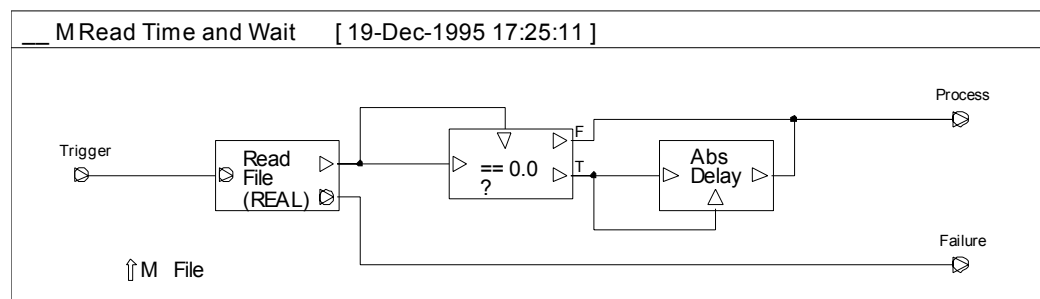 __ M Read Time and Wait [ 19-Dec-1995 17:25:11 ]
Process
Trigger
Read
File
(REAL)
== 0.0
?
F
T
Abs
Delay
Failure
⇑ M File